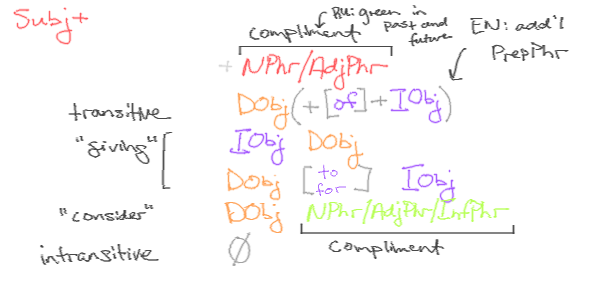 Subj+
RU: green in
past and
future
compliment
EN: add'l
PrepPhr
+ NPhr/AdjPhr
transitive DObj (+[of]+IObj)
"giving" IObj DObj
DObj [to for] IObj
"consider" DObj NPhr/AdjPhr/InfPhr
intransitive ∅ compliment